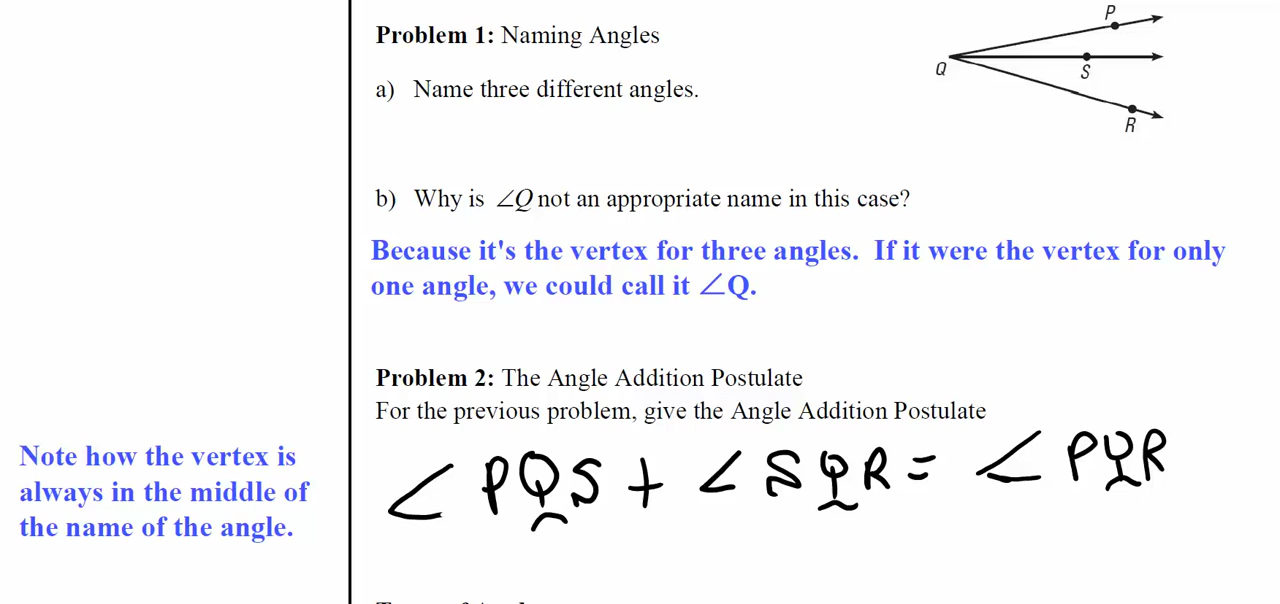 P
Problem 1: Naming Angles
Q
S
a) Name three different angles.
R
b) Why is ∠Q not an appropriate name in this case?
Because it's the vertex for three angles. If it were the vertex for only
one angle, we could call it ∠Q.
Problem 2: The Angle Addition Postulate
For the previous problem, give the Angle Addition Postulate
∠PQS + ∠SQR = ∠PQR
Note how the vertex is
always in the middle of
the name of the angle.